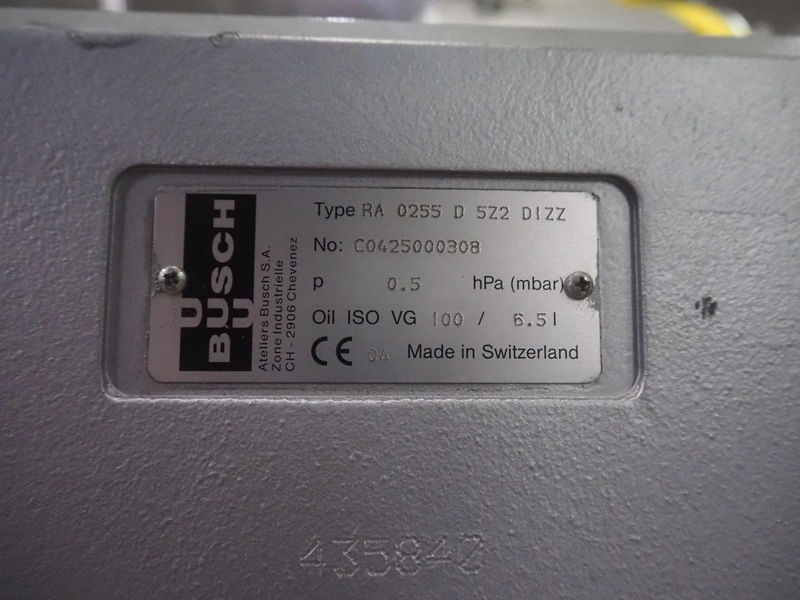 BUSCH
Ateliers Busch S.A.
Zone Industrielle
CH - 2906 Chevenez
Type RA 0255 D 5Z2 DIZZ
No: C0425000308
p 0.5 hPa (mbar)
Oil ISO VG 100 / 6.5l
CE 04 Made in Switzerland
435842